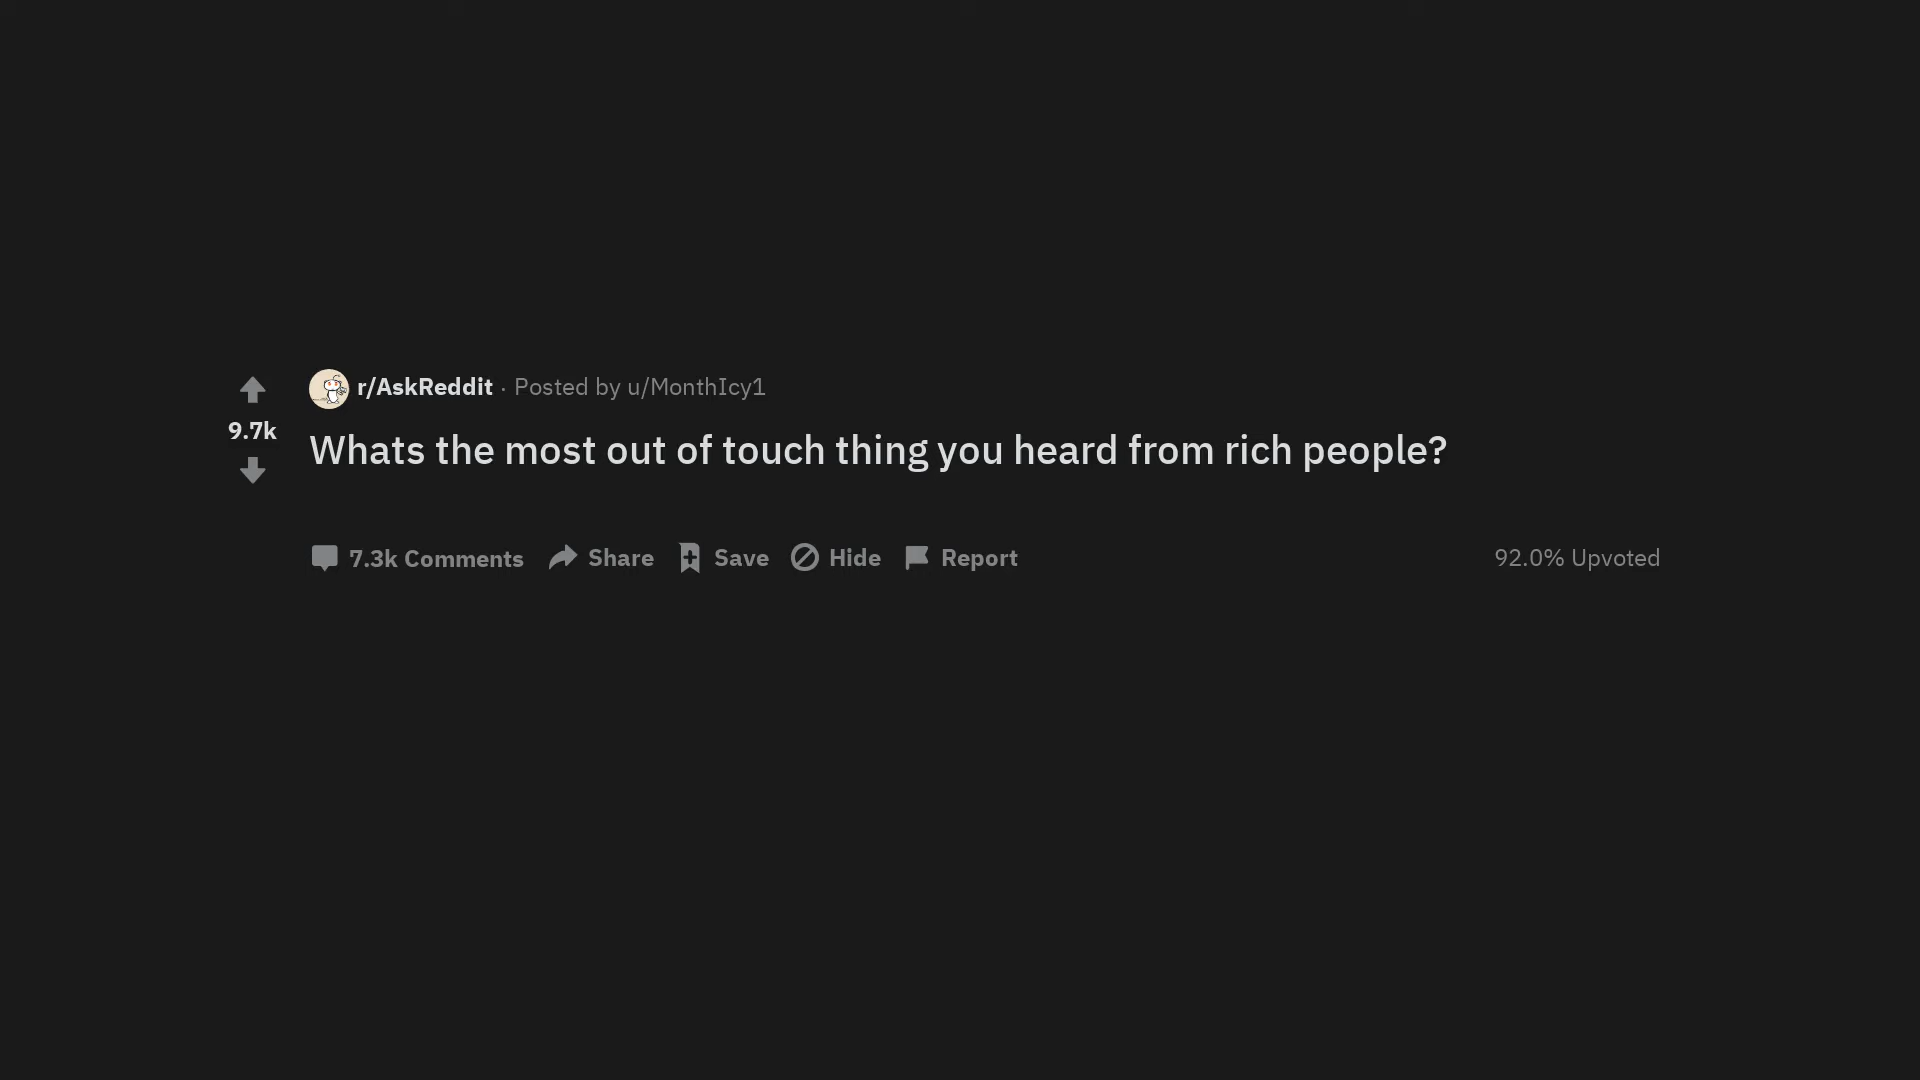 r/AskReddit · Posted by u/MonthIcy1
9.7k
Whats the most out of touch thing you heard from rich people?
7.3k Comments Share Save Hide Report 92.0% Upvoted